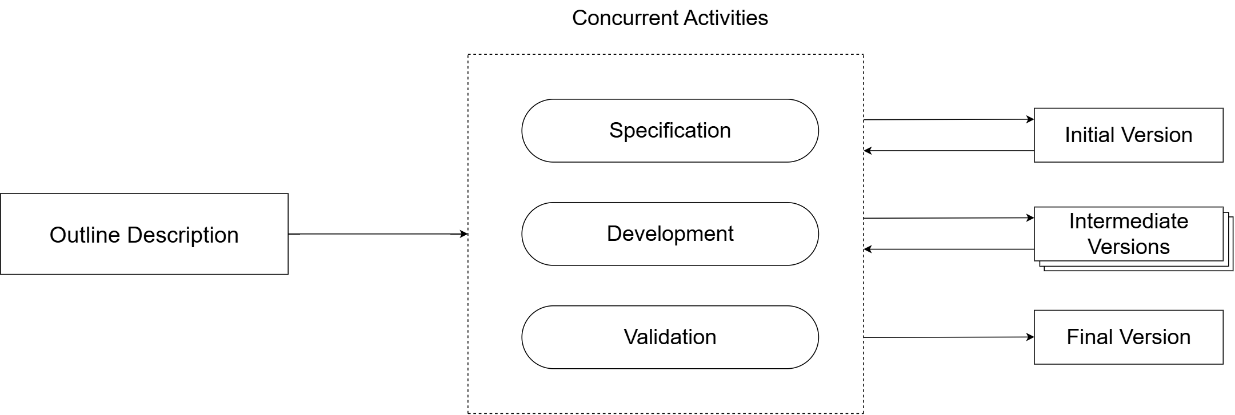 Concurrent Activities
Specification
Initial Version
Outline Description
Development
Intermediate
Versions
Validation
Final Version